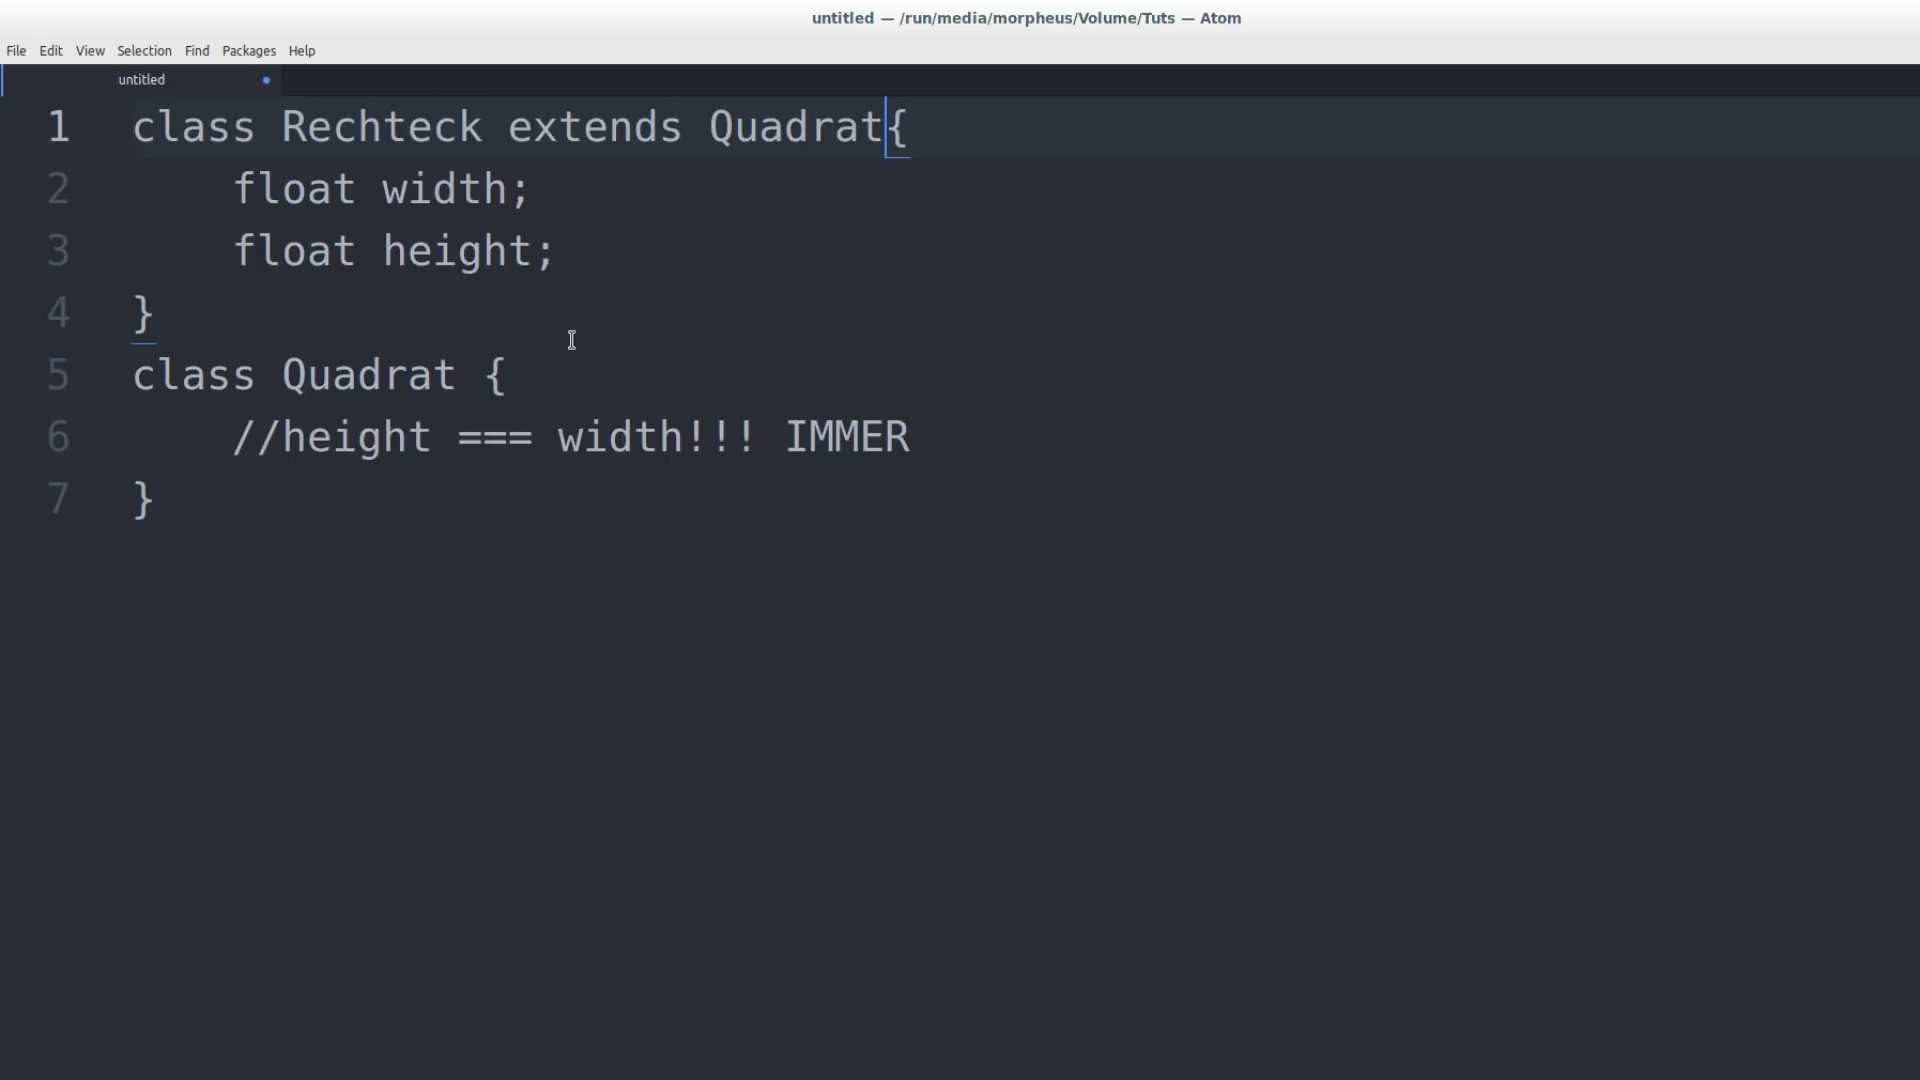 untitled — /run/media/morpheus/Volume/Tuts — Atom
File Edit View Selection Find Packages Help
untitled
1 class Rechteck extends Quadrat{
2 float width;
3 float height;
4 }
5 class Quadrat {
6 //height === width!!! IMMER
7 }